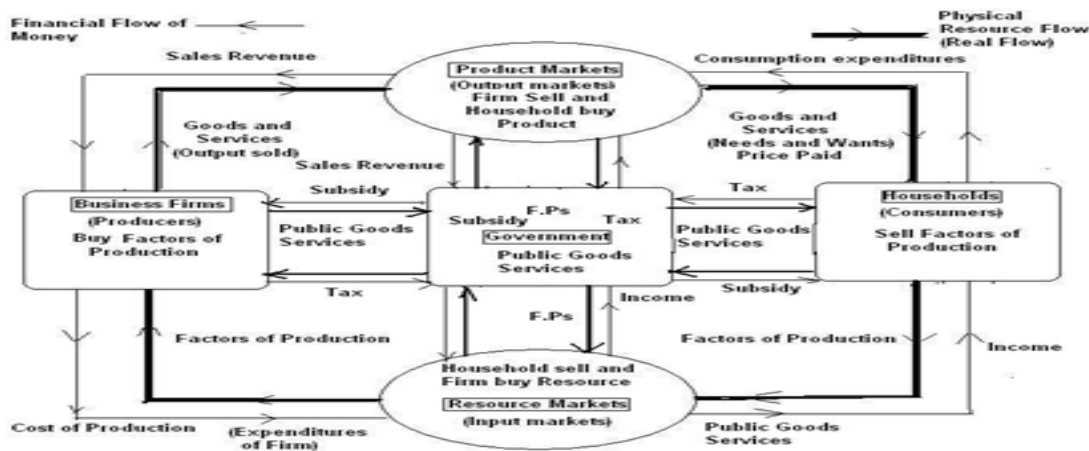 Financial Flow of
Money
Physical
Resource Flow
(Real Flow)
Sales Revenue
Consumption expenditures
Product Markets
(Output markets)
Firm Sell and
Household buy
Product
Goods and
Services
(Output sold)
Goods and
Services
(Needs and Wants)
Price Paid
Sales Revenue
Subsidy
Tax
Business Firms
(Producers)
Buy Factors of
Production
F.Ps
Subsidy
Tax
Government
Public Goods
Services
Households
(Consumers)
Sell Factors of
Production
Public Goods
Services
Public Goods
Services
Tax
Income
Subsidy
F.Ps
Factors of Production
Factors of Production
Income
Household sell and
Firm buy Resource
Resource Markets
(Input markets)
Cost of Production
(Expenditures
of Firm)
Public Goods
Services